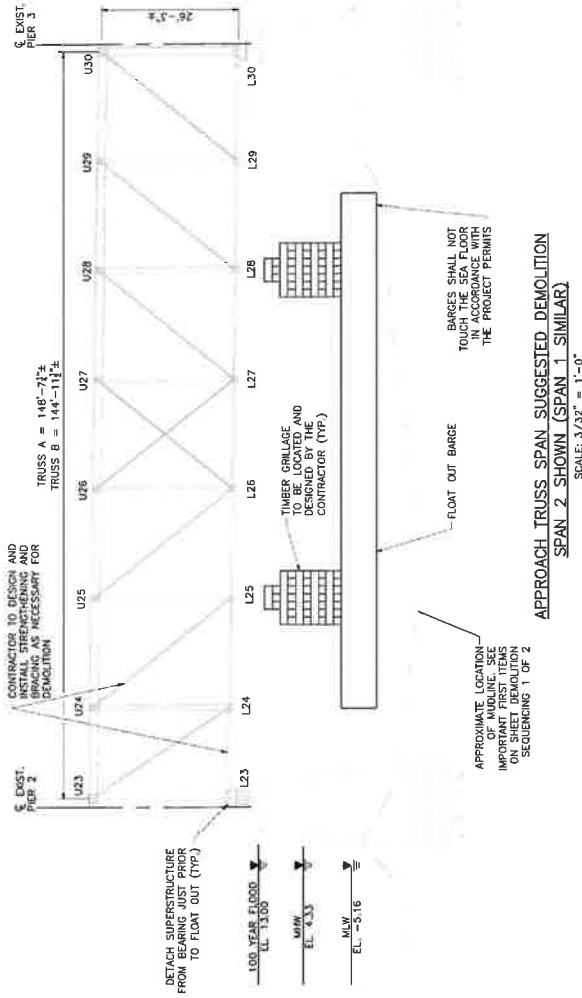 CONTRACTOR TO DESIGN AND
INSTALL STRENGTHENING AND
BRACING AS NECESSARY FOR
DEMOLITION
TRUSS A = 148'-7½"±
TRUSS B = 144'-11½"±
℄ EXIST.
PIER 2
℄ EXIST.
PIER 3
U23
U24
U25
U26
U27
U28
U29
U30
26'-3"±
L23
L24
L25
L26
L27
L28
L29
L30
DETACH SUPERSTRUCTURE
FROM BEARING JUST PRIOR
TO FLOAT OUT (TYP.)
TIMBER GRILLAGE
TO BE LOCATED AND
DESIGNED BY THE
CONTRACTOR (TYP.)
100 YEAR FLOOD
EL. 13.00
MHW
EL. 4.33
MLW
EL. -5.16
FLOAT OUT BARGE
BARGES SHALL NOT
TOUCH THE SEA FLOOR
IN ACCORDANCE WITH
THE PROJECT PERMITS
APPROXIMATE LOCATION
OF MUDLINE. SEE
IMPORTANT FIRST ITEMS
ON SHEET DEMOLITION
SEQUENCING 1 OF 2
APPROACH TRUSS SPAN SUGGESTED DEMOLITION
SPAN 2 SHOWN (SPAN 1 SIMILAR)
SCALE: 3/32" = 1'-0"